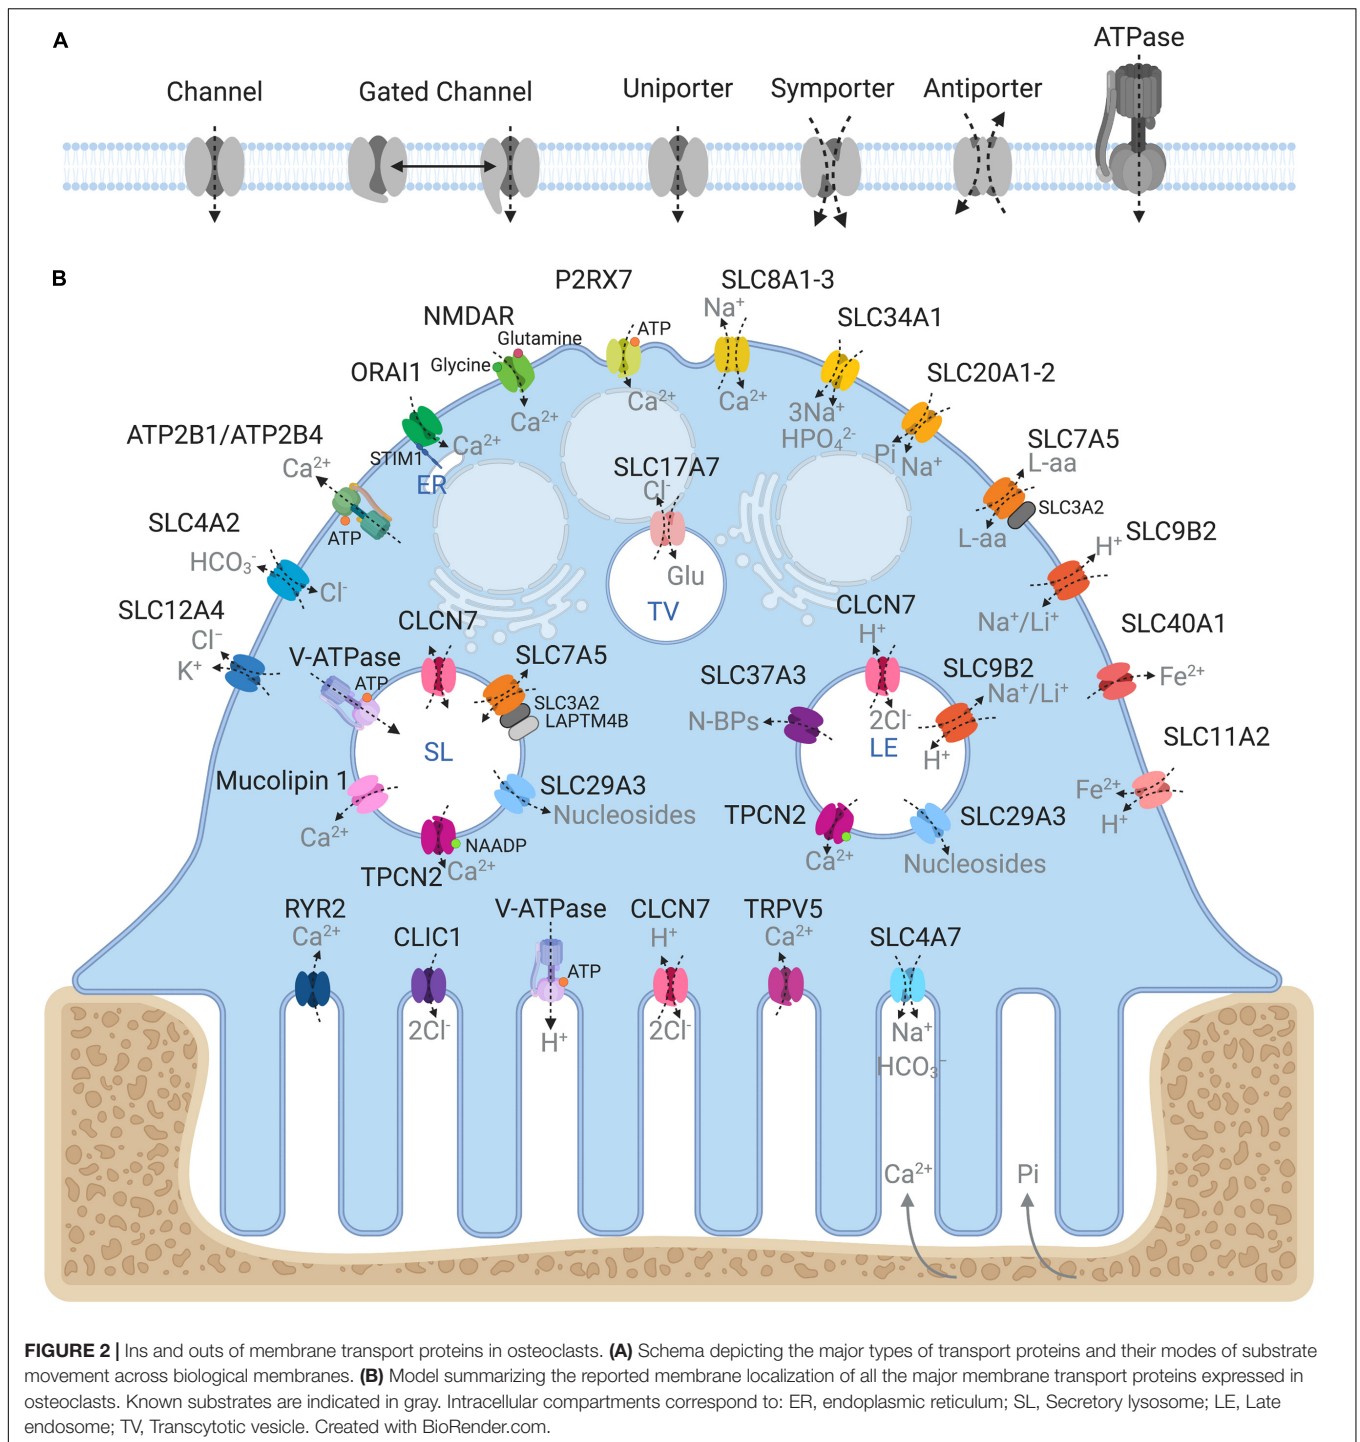 A
ATPase
Channel
Gated Channel
Uniporter
Symporter
Antiporter
B
P2RX7
SLC8A1-3
Na⁺
NMDAR
SLC34A1
Glutamine
ATP
Glycine
ORAI1
SLC20A1-2
Ca²⁺
Ca²⁺
Ca²⁺
3Na⁺
HPO₄²⁻
ATP2B1/ATP2B4
Ca²⁺
STIM1
ER
Ca²⁺
SLC17A7
Cl⁻
Pi
Na⁺
SLC7A5
L-aa
SLC3A2
L-aa
ATP
SLC4A2
HCO₃⁻
Cl⁻
SLC9B2
H⁺
Na⁺/Li⁺
Glu
TV
SLC12A4
Cl⁻
K⁺
CLCN7
CLCN7
H⁺
SLC40A1
Fe²⁺
V-ATPase
ATP
SLC7A5
SLC3A2
LAPTM4B
SL
SLC37A3
N-BPs
SLC9B2
Na⁺/Li⁺
2Cl⁻
LE
H⁺
SLC11A2
Fe²⁺
H⁺
Mucolipin 1
Ca²⁺
SLC29A3
Nucleosides
TPCN2
Ca²⁺
SLC29A3
Nucleosides
NAADP
TPCN2
Ca²⁺
RYR2
Ca²⁺
CLIC1
2Cl⁻
V-ATPase
ATP
H⁺
CLCN7
H⁺
2Cl⁻
TRPV5
Ca²⁺
SLC4A7
Na⁺
HCO₃⁻
Ca²⁺
Pi
FIGURE 2 | Ins and outs of membrane transport proteins in osteoclasts. (A) Schema depicting the major types of transport proteins and their modes of substrate
movement across biological membranes. (B) Model summarizing the reported membrane localization of all the major membrane transport proteins expressed in
osteoclasts. Known substrates are indicated in gray. Intracellular compartments correspond to: ER, endoplasmic reticulum; SL, Secretory lysosome; LE, Late
endosome; TV, Transcytotic vesicle. Created with BioRender.com.